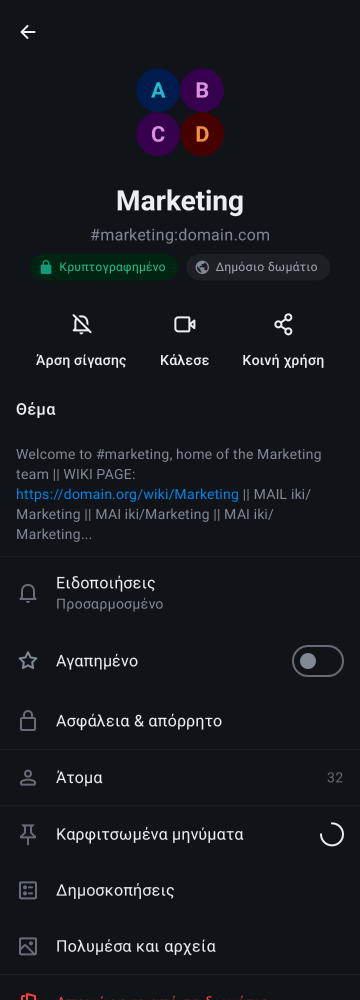 A
B
C
D
Marketing
#marketing:domain.com
Κρυπτογραφημένο
Δημόσιο δωμάτιο
Άρση σίγασης
Κάλεσε
Κοινή χρήση
Θέμα
Welcome to #marketing, home of the Marketing
team || WIKI PAGE:
https://domain.org/wiki/Marketing || MAIL iki/
Marketing || MAI iki/Marketing || MAI iki/
Marketing...
Ειδοποιήσεις
Προσαρμοσμένο
Αγαπημένο
Ασφάλεια & απόρρητο
Άτομα
32
Καρφιτσωμένα μηνύματα
Δημοσκοπήσεις
Πολυμέσα και αρχεία